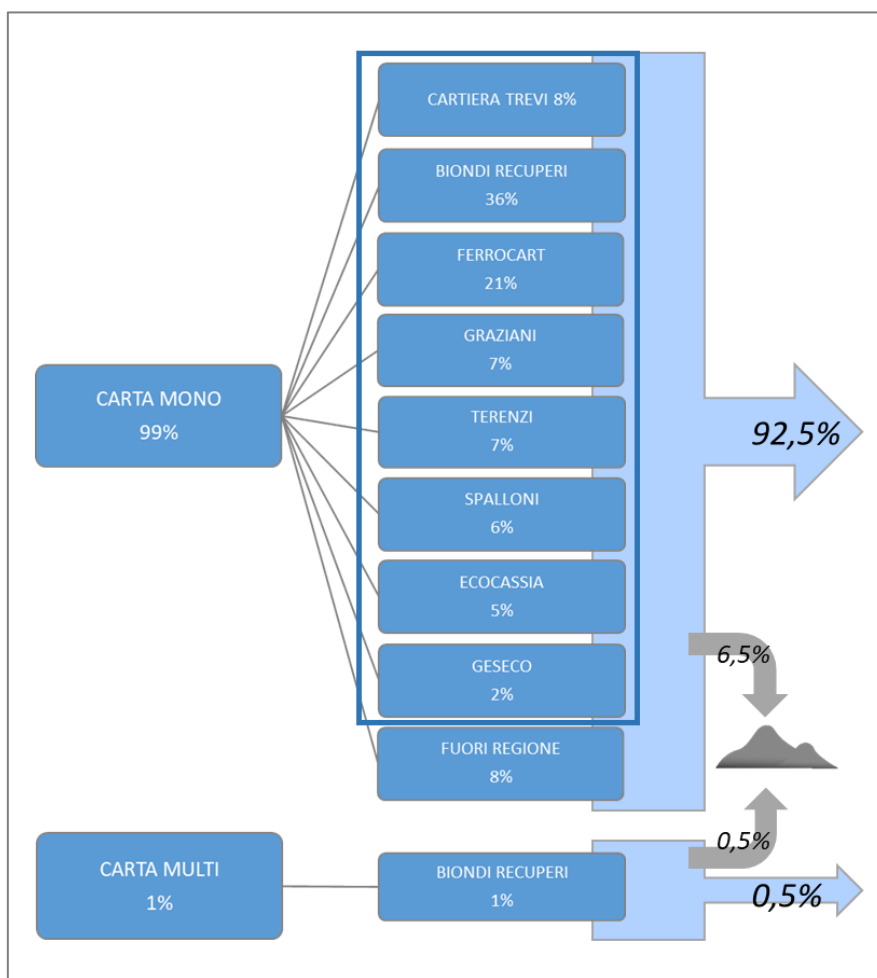 CARTIERA TREVI 8%
BIONDI RECUPERI
36%
FERROCART
21%
GRAZIANI
7%
CARTA MONO
99%
TERENZI
7%
92,5%
SPALLONI
6%
ECOCASSIA
5%
GESECO
2%
6,5%
FUORI REGIONE
8%
CARTA MULTI
1%
BIONDI RECUPERI
1%
0,5%
0,5%